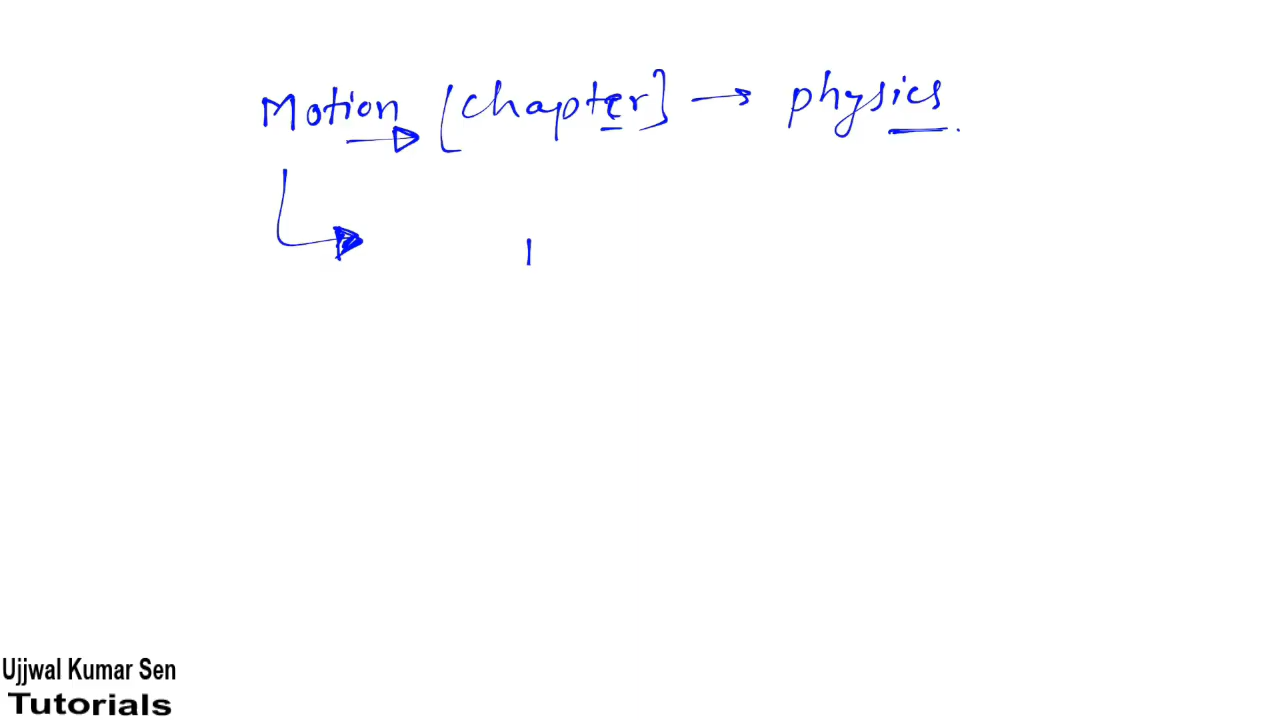 Motion [Chapter] → physics
Ujjwal Kumar Sen
Tutorials